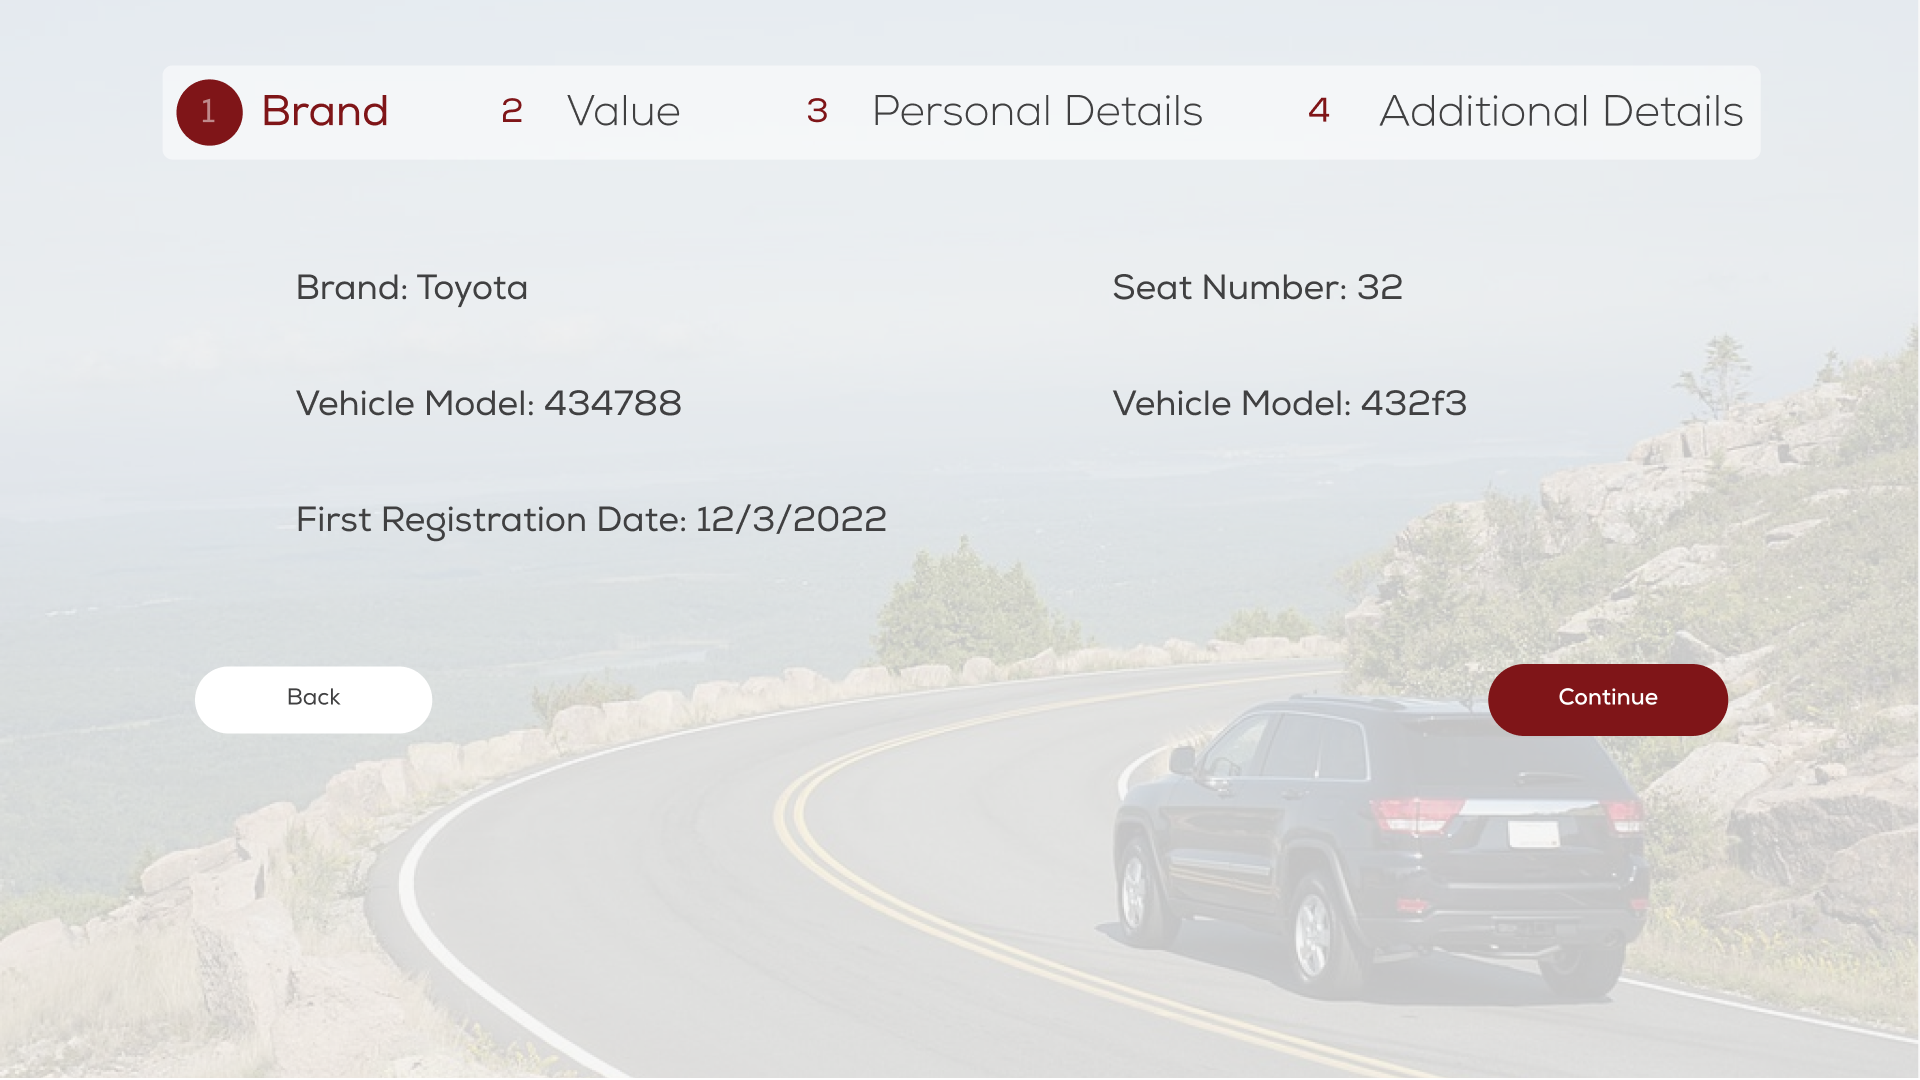 1 Brand 2 Value 3 Personal Details 4 Additional Details
Brand: Toyota
Seat Number: 32
Vehicle Model: 434788
Vehicle Model: 432f3
First Registration Date: 12/3/2022
Back
Continue